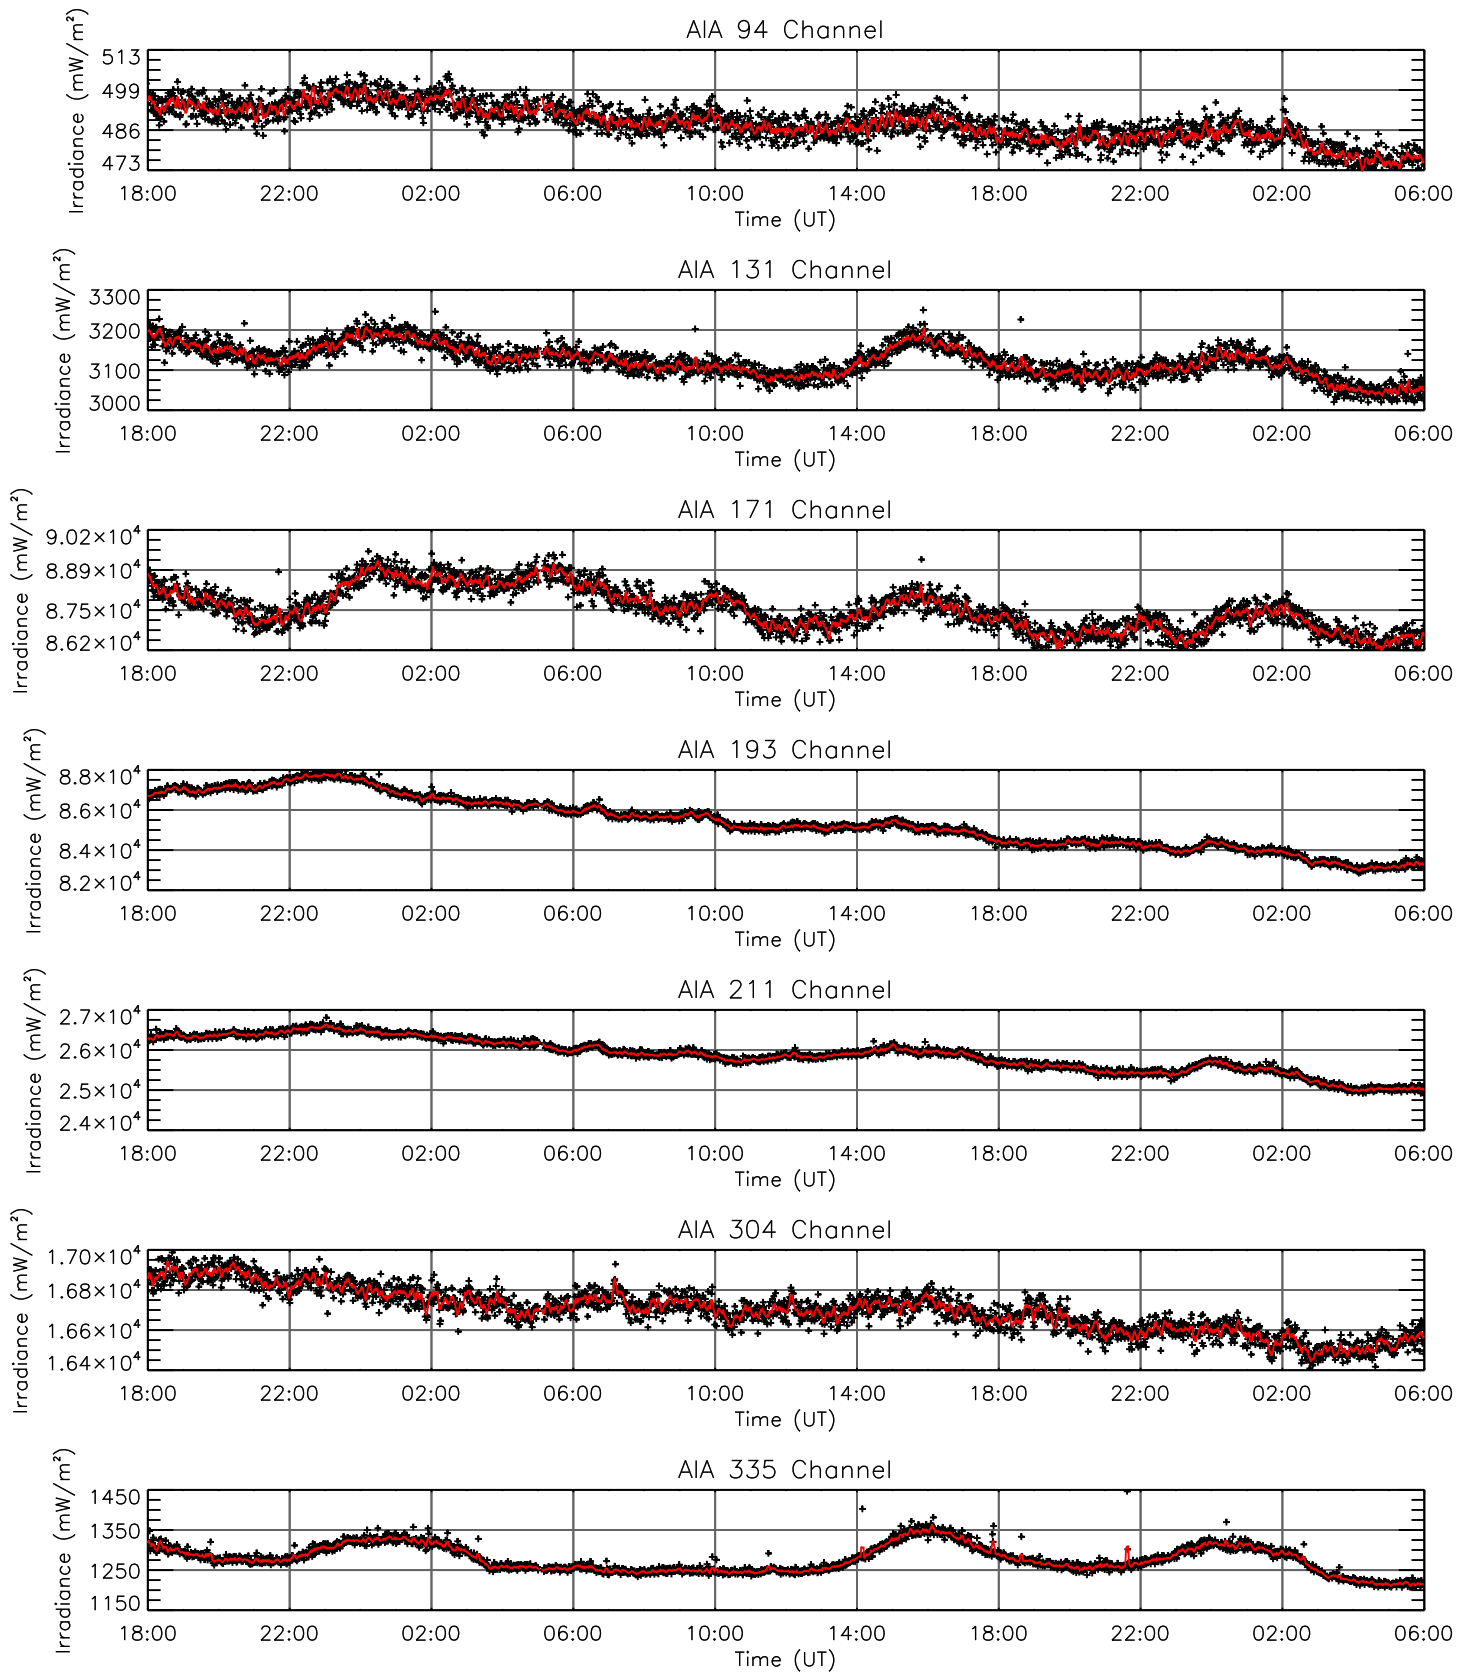 AIA 94 Channel
Irradiance (mW/m²)
513
499
486
473
18:00 22:00 02:00 06:00 10:00 14:00 18:00 22:00 02:00 06:00
Time (UT)
AIA 131 Channel
Irradiance (mW/m²)
3300
3200
3100
3000
18:00 22:00 02:00 06:00 10:00 14:00 18:00 22:00 02:00 06:00
Time (UT)
AIA 171 Channel
Irradiance (mW/m²)
9.02×10⁴
8.89×10⁴
8.75×10⁴
8.62×10⁴
18:00 22:00 02:00 06:00 10:00 14:00 18:00 22:00 02:00 06:00
Time (UT)
AIA 193 Channel
Irradiance (mW/m²)
8.8×10⁴
8.6×10⁴
8.4×10⁴
8.2×10⁴
18:00 22:00 02:00 06:00 10:00 14:00 18:00 22:00 02:00 06:00
Time (UT)
AIA 211 Channel
Irradiance (mW/m²)
2.7×10⁴
2.6×10⁴
2.5×10⁴
2.4×10⁴
18:00 22:00 02:00 06:00 10:00 14:00 18:00 22:00 02:00 06:00
Time (UT)
AIA 304 Channel
Irradiance (mW/m²)
1.70×10⁴
1.68×10⁴
1.66×10⁴
1.64×10⁴
18:00 22:00 02:00 06:00 10:00 14:00 18:00 22:00 02:00 06:00
Time (UT)
AIA 335 Channel
Irradiance (mW/m²)
1450
1350
1250
1150
18:00 22:00 02:00 06:00 10:00 14:00 18:00 22:00 02:00 06:00
Time (UT)